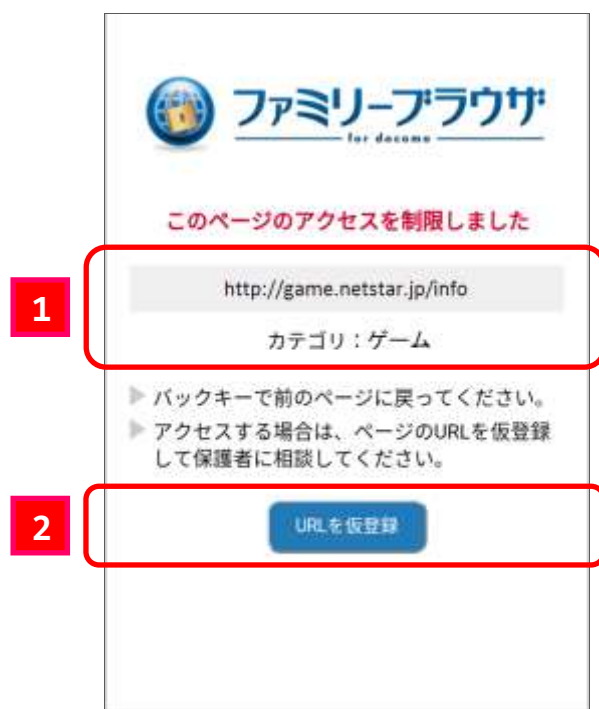 ファミリーブラウザ
for docomo
このページのアクセスを制限しました
1
http://game.netstar.jp/info
カテゴリ：ゲーム
バックキーで前のページに戻ってください。
アクセスする場合は、ページのURLを仮登録
して保護者に相談してください。
2
URLを仮登録